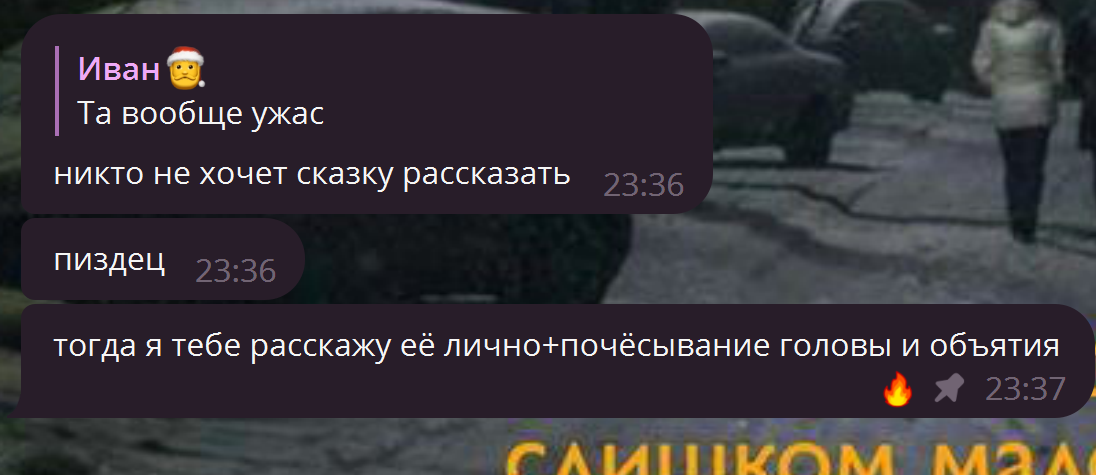 Иван🎅
Та вообще ужас
никто не хочет сказку рассказать 23:36
пиздец 23:36
тогда я тебе расскажу её лично+почёсывание головы и объятия
🔥 23:37
слишком